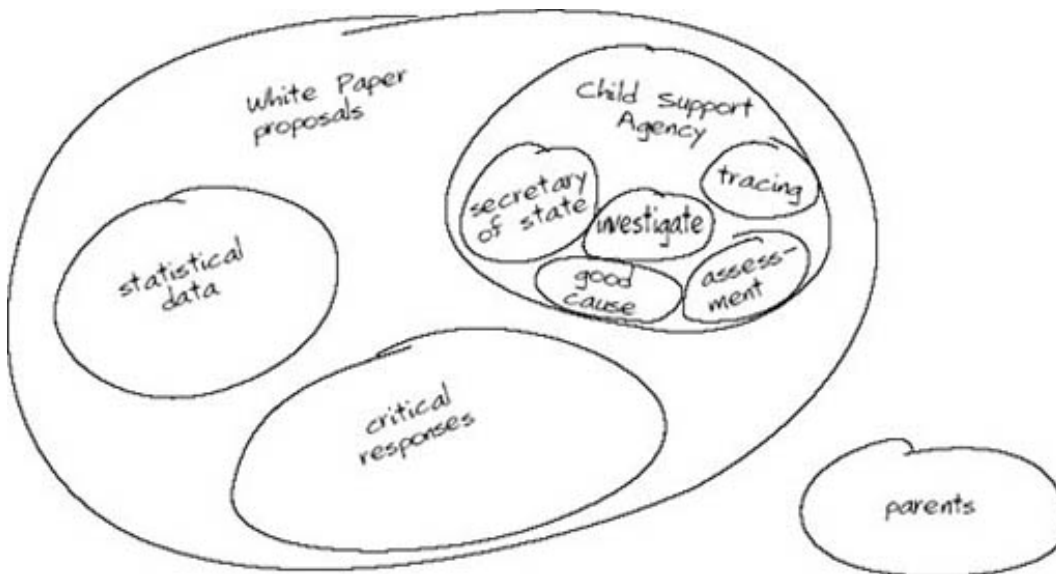 White Paper
proposals
Child Support
Agency
secretary
of state
investigate
tracing
good
cause
assess-
ment
statistical
data
critical
responses
parents